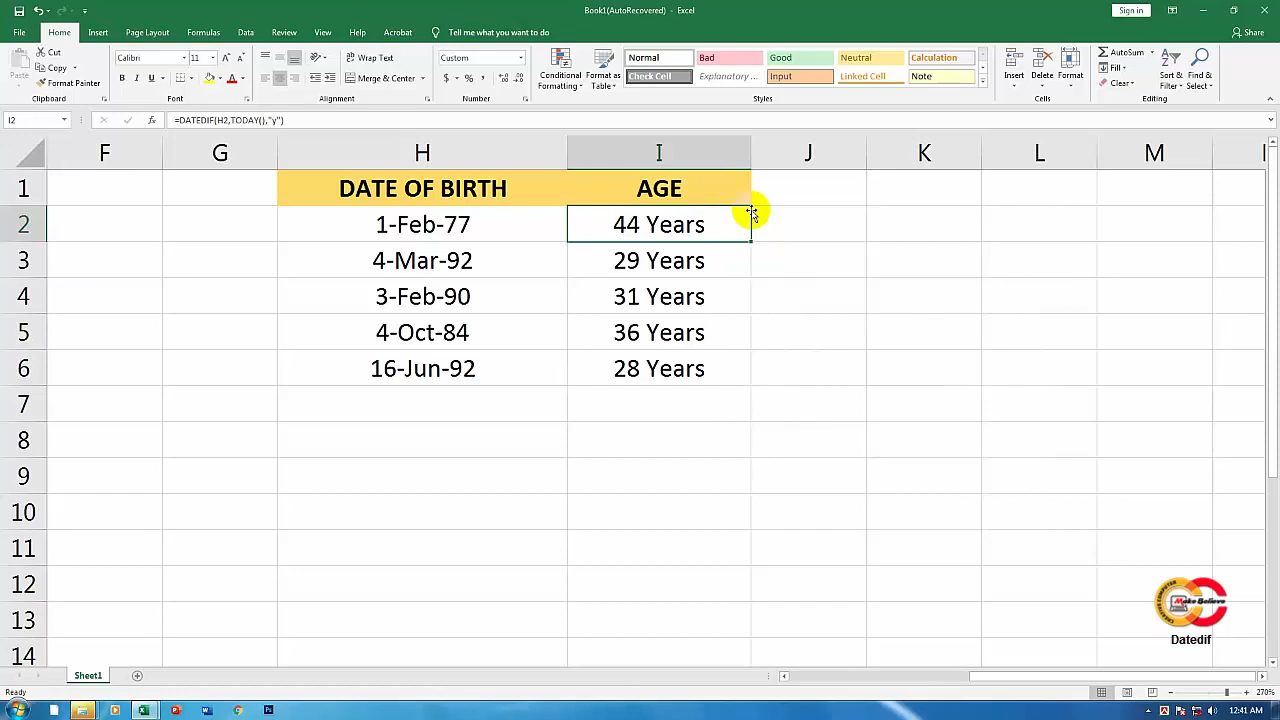 Book1(AutoRecovered) - Excel
Sign in
File Home Insert Page Layout Formulas Data Review View Help Acrobat Tell me what you want to do Share
Paste
Cut
Copy
Format Painter
Clipboard
Calibri 11
B I U
Font
Wrap Text
Merge & Center
Alignment
Custom
$ % ,
Number
Conditional Formatting
Format as Table
Normal Bad Good Neutral Calculation
Check Cell Explanatory ... Input Linked Cell Note
Styles
Insert Delete Format
Cells
AutoSum
Fill
Clear
Sort & Filter
Find & Select
Editing
I2 fx =DATEDIF(H2,TODAY(),"y")
F G H I J K L M
1 DATE OF BIRTH AGE
2 1-Feb-77 44 Years
3 4-Mar-92 29 Years
4 3-Feb-90 31 Years
5 4-Oct-84 36 Years
6 16-Jun-92 28 Years
7
8
9
10
11
12
13
14
Make Believe
Datedif
Sheet1
Ready
270%
12:41 AM